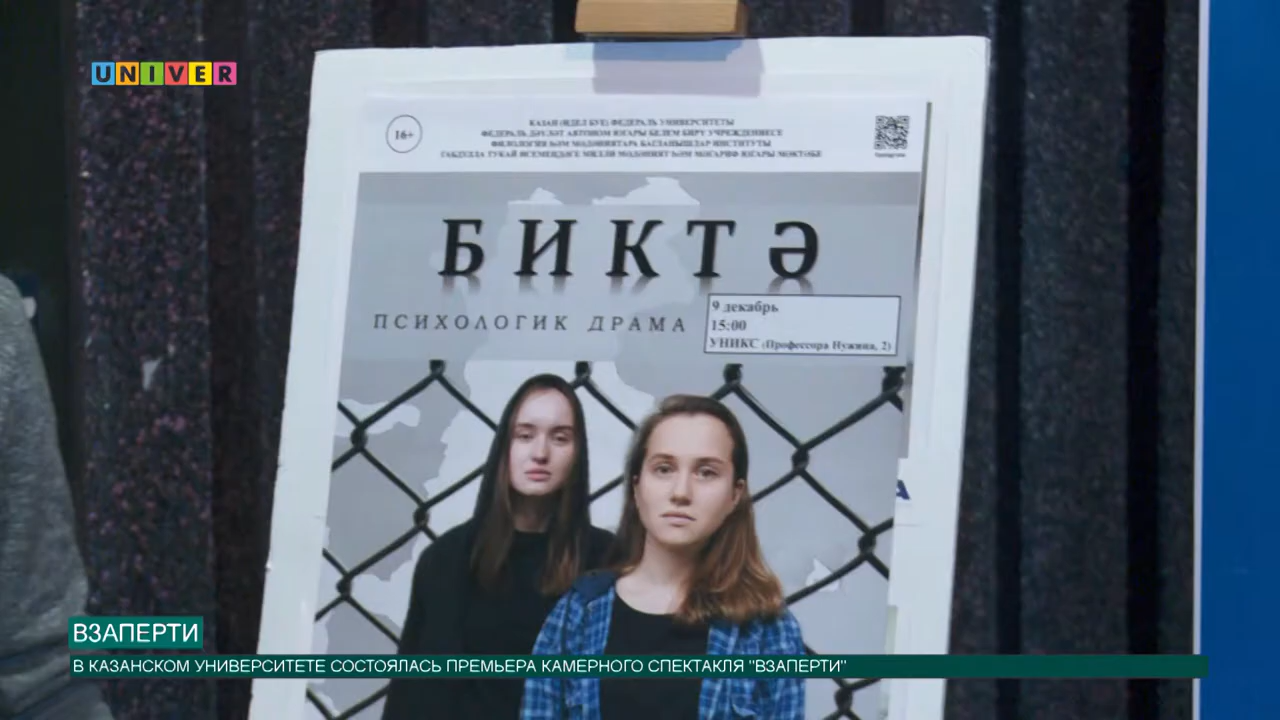 UNIVER
16+
КАЗАН (ИДЕЛ БУЕ) ФЕДЕРАЛЬ УНИВЕРСИТЕТЫ
ФЕДЕРАЛЬ ДӘҮЛӘТ АВТОНОМ ЮГАРЫ БЕЛЕМ БИРҮ УЧРЕЖДЕНИЕСЕ
ФИЛОЛОГИЯ ҺӘМ МӘДӘНИЯТАРА БАГЛАНЫШЛАР ИНСТИТУТЫ
ГАБДУЛЛА ТУКАЙ ИСЕМЕНДӘГЕ МИЛЛИ МӘДӘНИЯТ ҺӘМ МӘГАРИФ ЮГАРЫ МӘКТӘБЕ
БИКТӘ
ПСИХОЛОГИК ДРАМА
9 декабрь
15:00
УНИКС (Профессора Нужина, 2)
ВЗАПЕРТИ
В КАЗАНСКОМ УНИВЕРСИТЕТЕ СОСТОЯЛАСЬ ПРЕМЬЕРА КАМЕРНОГО СПЕКТАКЛЯ "ВЗАПЕРТИ"